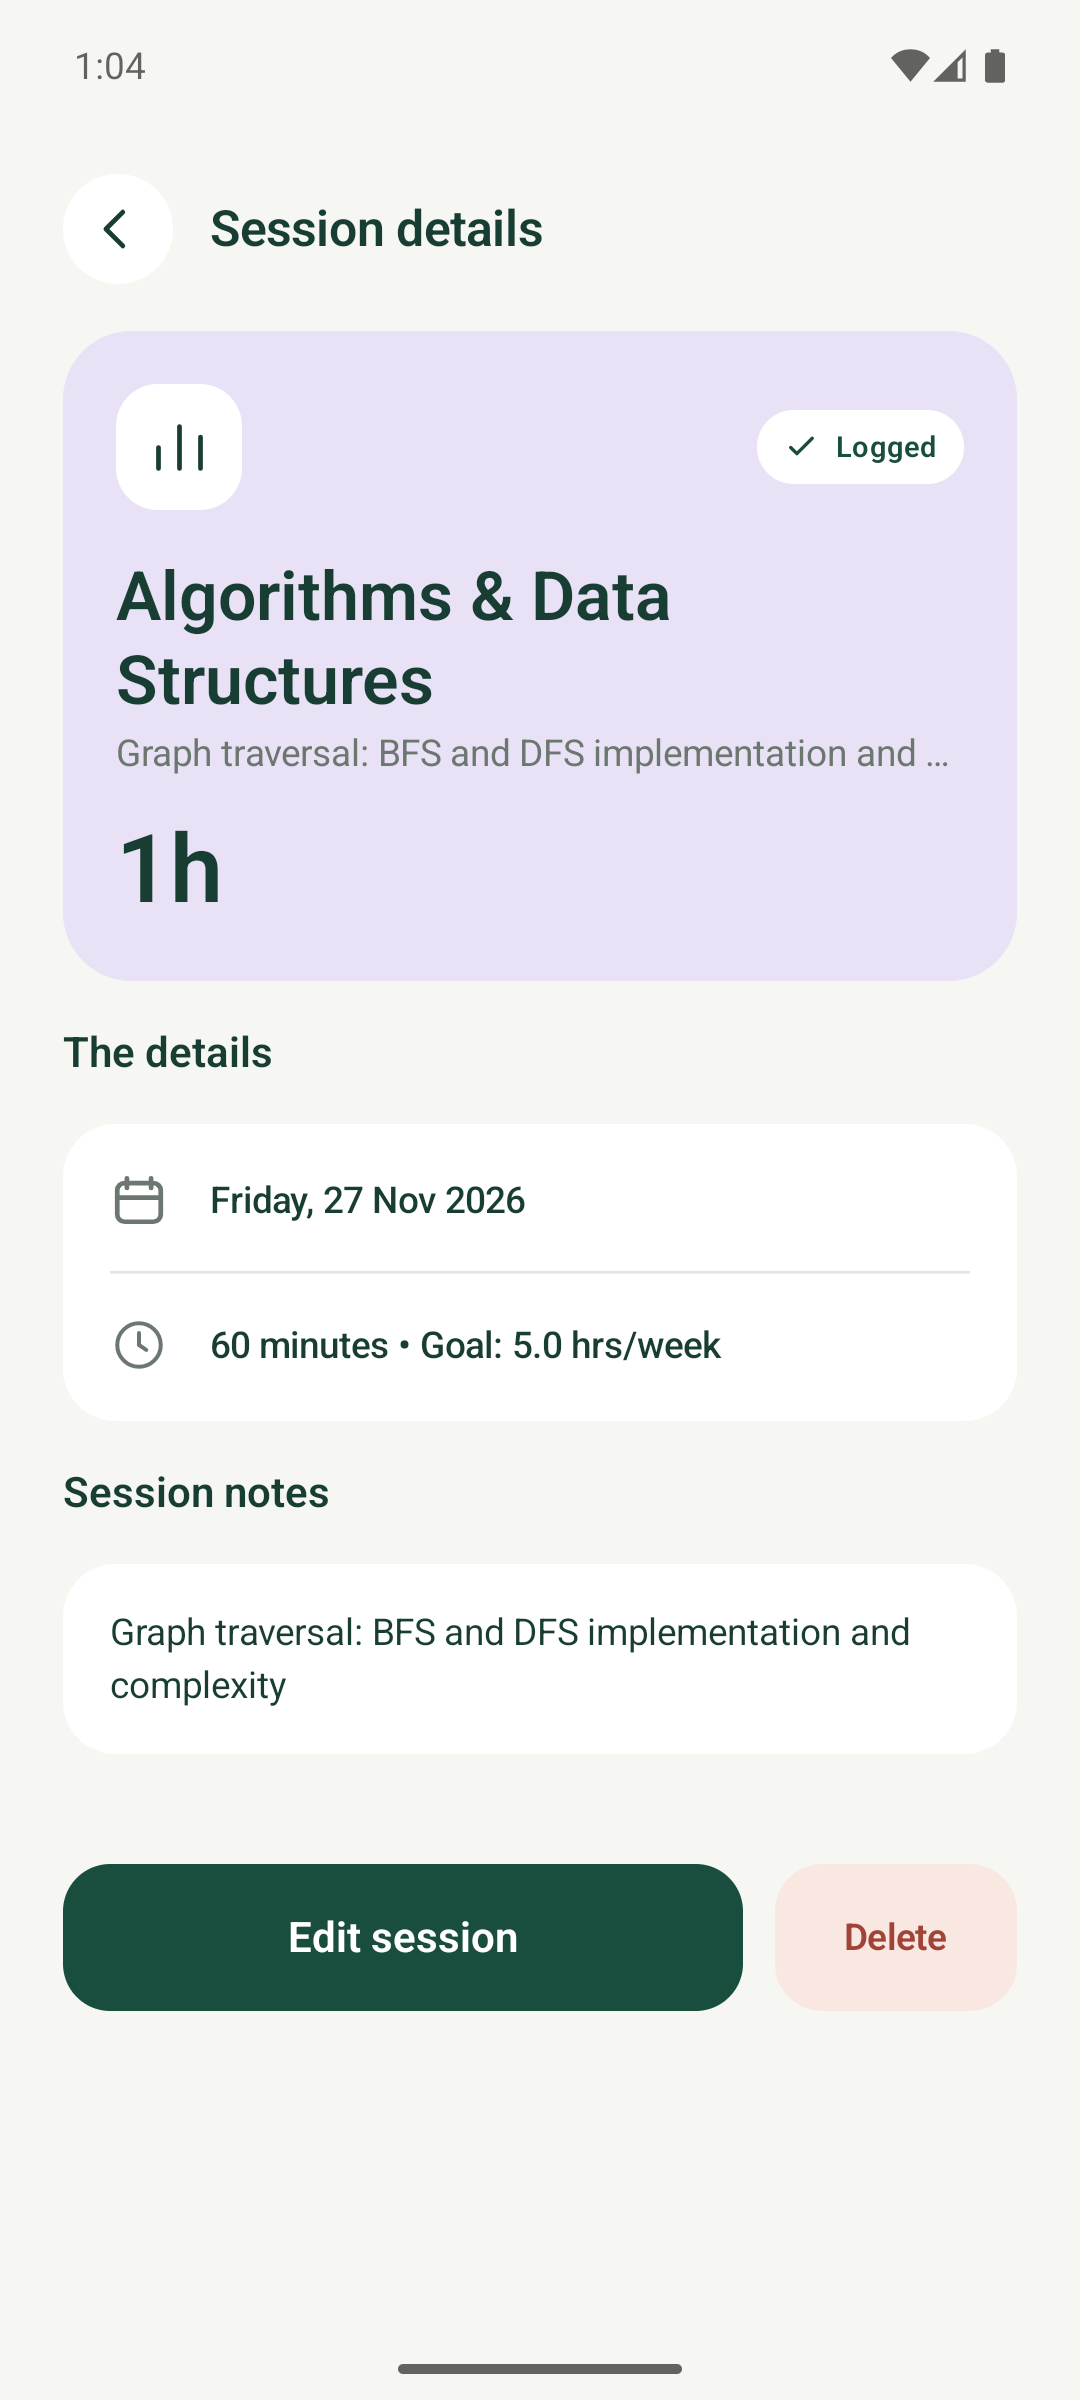 1:04
Session details
Logged
Algorithms & Data
Structures
Graph traversal: BFS and DFS implementation and ...
1h
The details
Friday, 27 Nov 2026
60 minutes • Goal: 5.0 hrs/week
Session notes
Graph traversal: BFS and DFS implementation and
complexity
Edit session
Delete